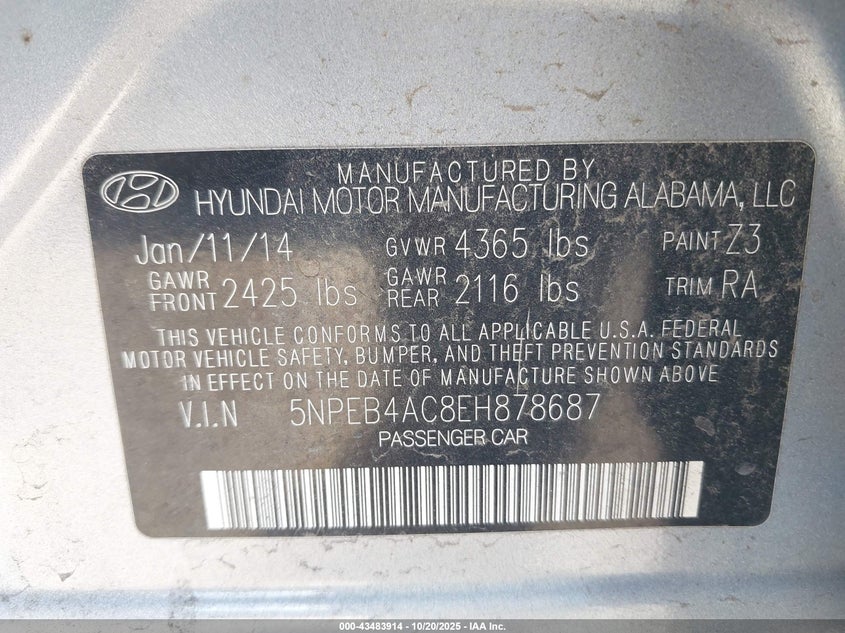 MANUFACTURED BY
HYUNDAI MOTOR MANUFACTURING ALABAMA, LLC
Jan/11/14 GVWR 4365 lbs PAINT Z3
GAWR FRONT 2425 lbs GAWR REAR 2116 lbs TRIM RA
THIS VEHICLE CONFORMS TO ALL APPLICABLE U.S.A. FEDERAL
MOTOR VEHICLE SAFETY, BUMPER, AND THEFT PREVENTION STANDARDS
IN EFFECT ON THE DATE OF MANUFACTURE SHOWN ABOVE
V.I.N 5NPEB4AC8EH878687
PASSENGER CAR
000-43483914 - 10/20/2025 - IAA Inc.